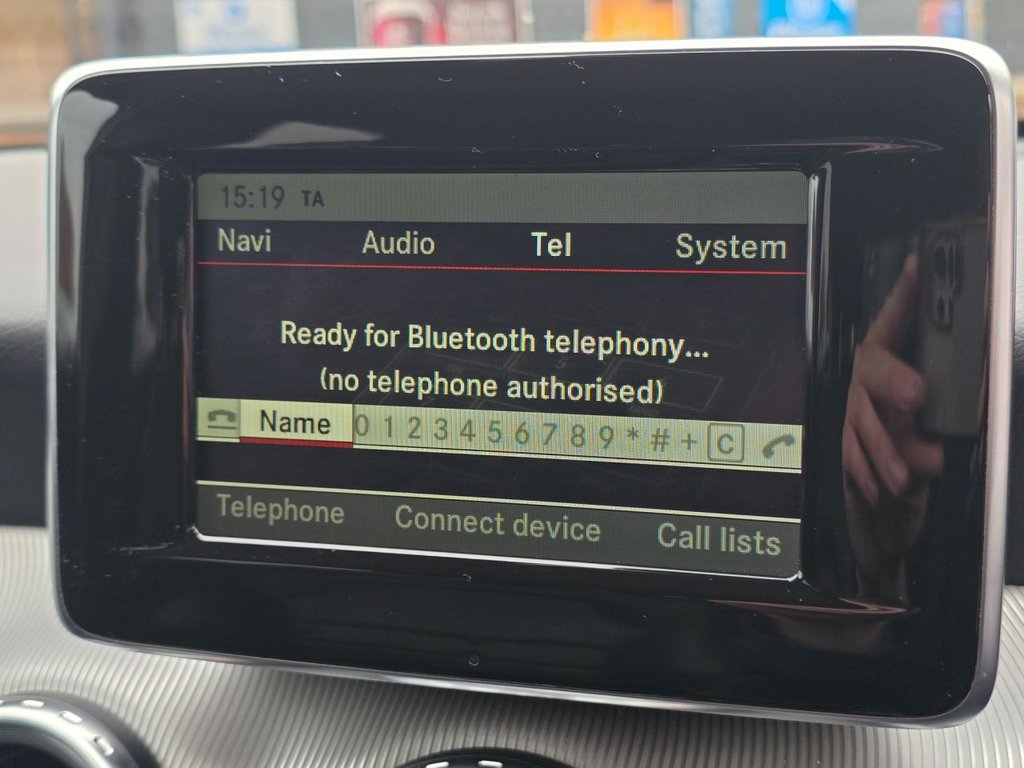 15:19 TA
Navi Audio Tel System
Ready for Bluetooth telephony...
(no telephone authorised)
Name 0 1 2 3 4 5 6 7 8 9 * # + C
Telephone Connect device Call lists